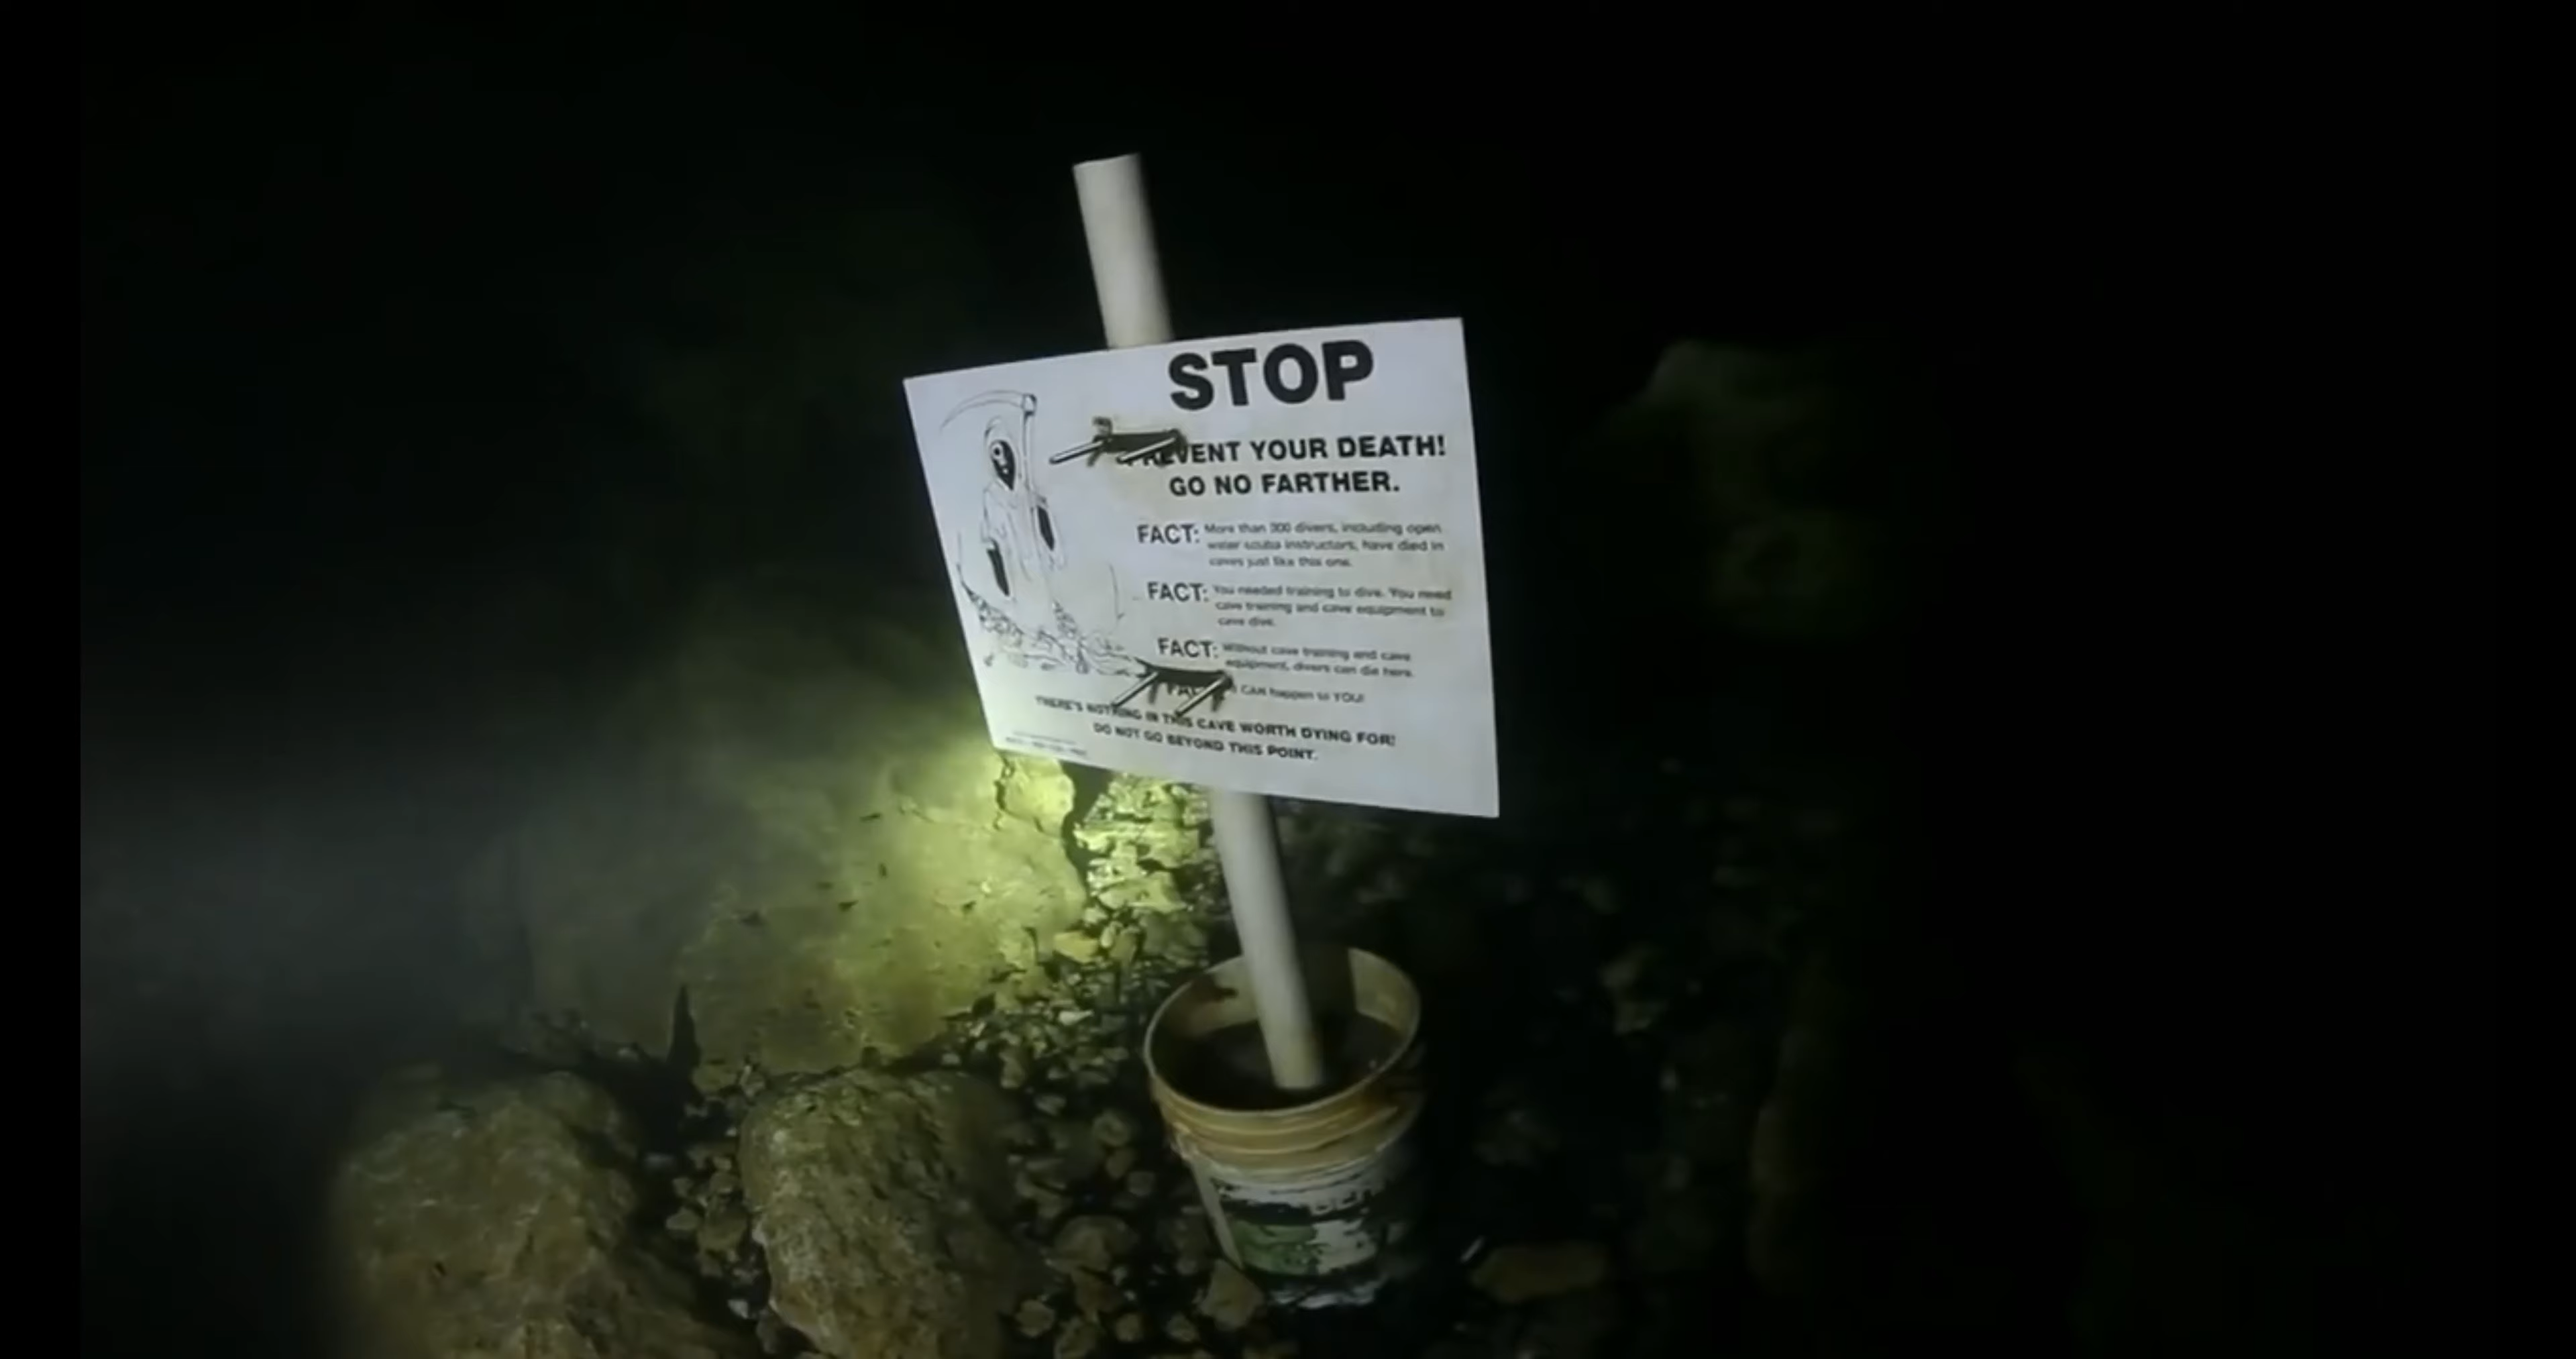 STOP
PREVENT YOUR DEATH!
GO NO FARTHER.
FACT: More than 300 divers, including open
water scuba instructors, have died in
caves just like this one.
FACT: You needed training to dive. You need
cave training and cave equipment to
cave dive.
FACT: Without cave training and cave
equipment, divers can die here.
FACT: It CAN happen to YOU!
THERE'S NOTHING IN THIS CAVE WORTH DYING FOR!
DO NOT GO BEYOND THIS POINT.